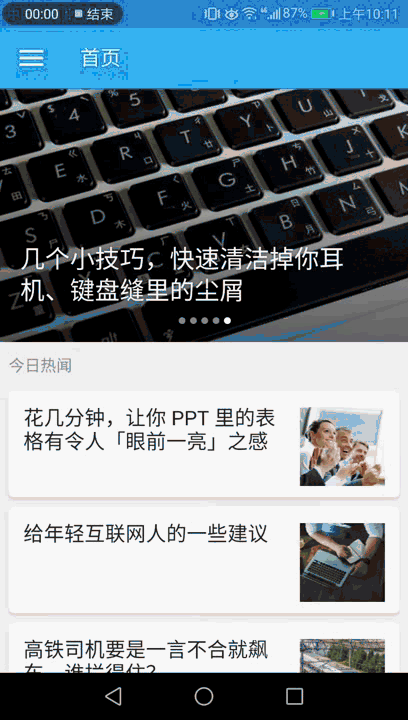 00:00 结束 87% 上午10:11
首页
几个小技巧，快速清洁掉你耳
机、键盘缝里的尘屑
今日热闻
花几分钟，让你 PPT 里的表
格有令人「眼前一亮」之感
给年轻互联网人的一些建议
高铁司机要是一言不合就飙
车，谁拦得住？